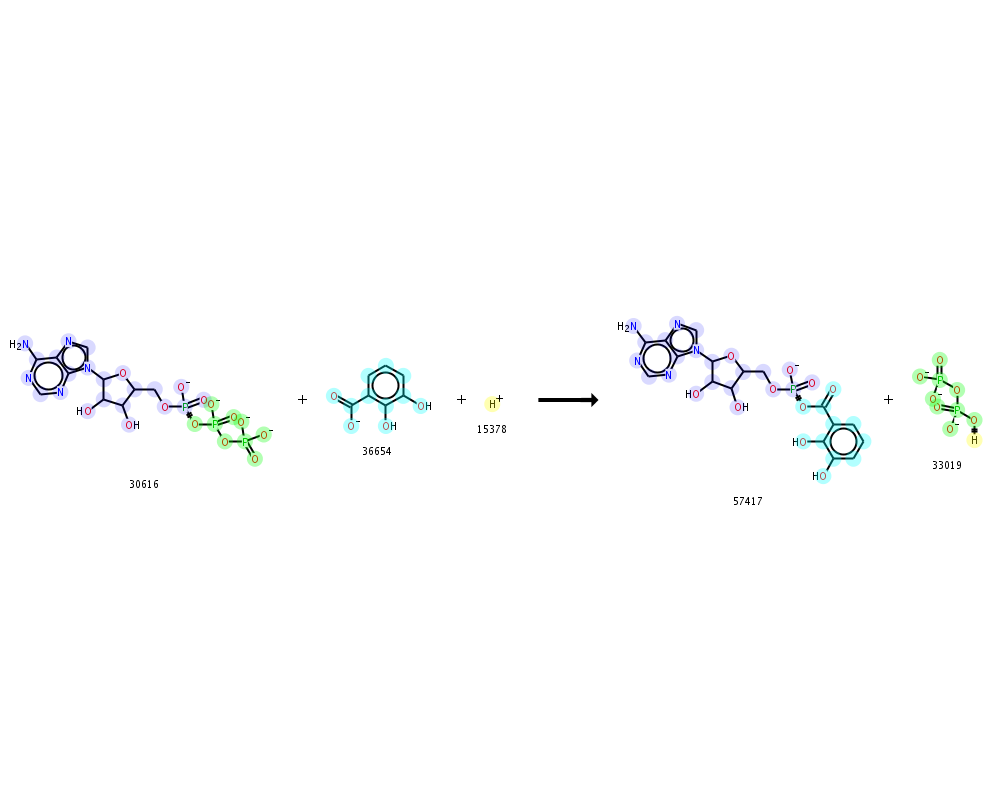 H2N N N N N O HO OH O O- P O O O- P O O O- P O- O
30616
+
O O- OH OH
36654
+
H+
15378
+
H2N N N N N O HO OH O O- P O O O HO HO
57417
+
O O- P O O- O P O O- H
33019